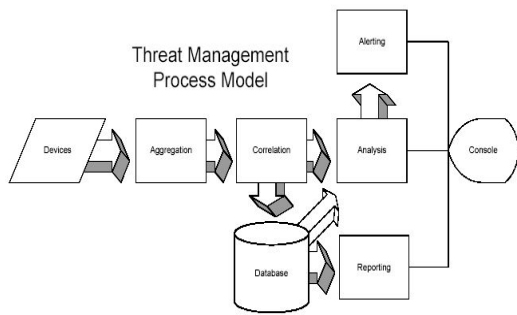 Threat Management
Process Model
Alerting
Devices
Aggregation
Correlation
Analysis
Console
Database
Reporting